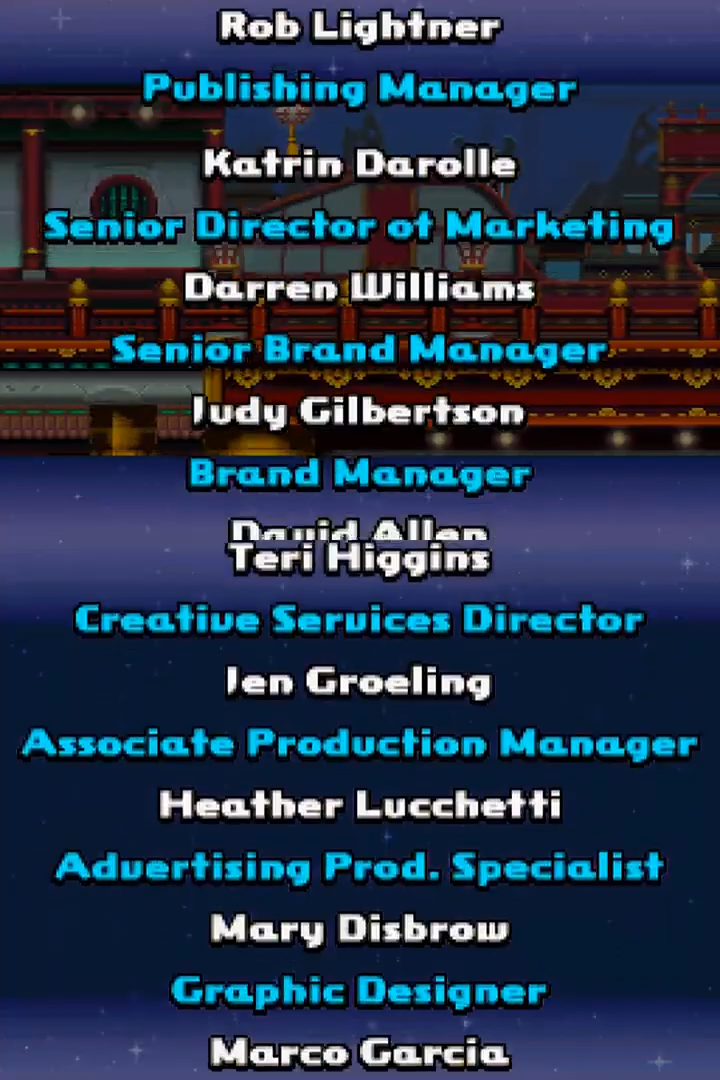 Rob Lightner
Publishing Manager
Katrin Darolle
Senior Director of Marketing
Darren Williams
Senior Brand Manager
Judy Gilbertson
Brand Manager
David Allen
Teri Higgins
Creative Services Director
Jen Groeling
Associate Production Manager
Heather Lucchetti
Advertising Prod. Specialist
Mary Disbrow
Graphic Designer
Marco Garcia